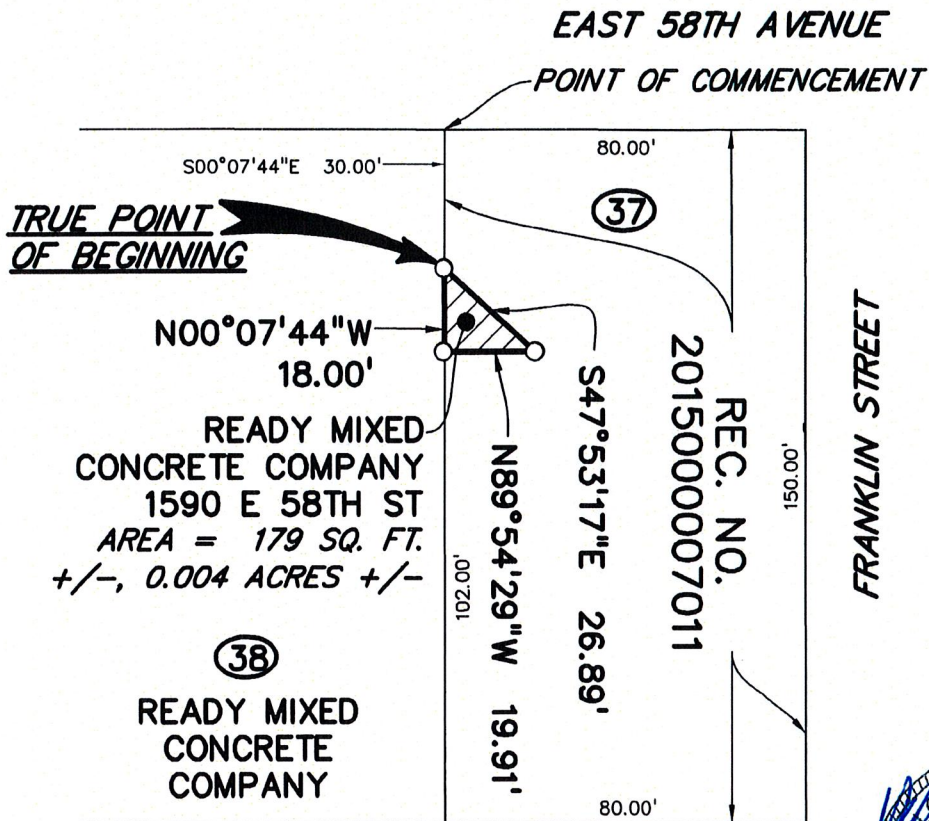 EAST 58TH AVENUE
POINT OF COMMENCEMENT
S00°07'44"E 30.00'
80.00'
37
TRUE POINT
OF BEGINNING
N00°07'44"W
18.00'
S47°53'17"E 26.89'
N89°54'29"W 19.91'
REC. NO.
2015000007011
150.00'
FRANKLIN STREET
READY MIXED
CONCRETE COMPANY
1590 E 58TH ST
AREA = 179 SQ. FT.
+/-, 0.004 ACRES +/-
102.00'
38
READY MIXED
CONCRETE
COMPANY
80.00'